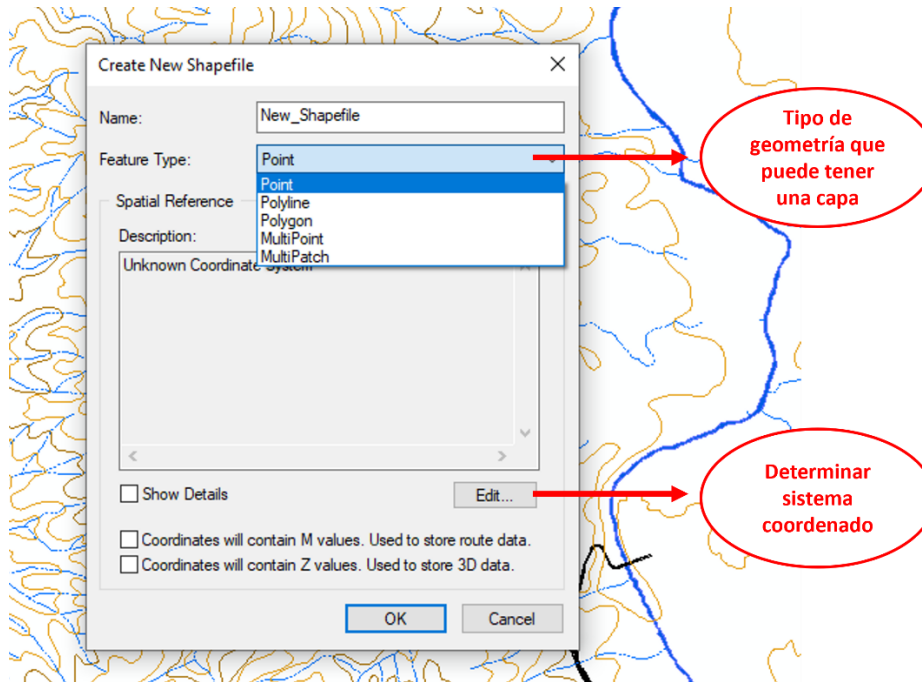 Create New Shapefile
Name:
New_Shapefile
Feature Type:
Point
Point
Polyline
Polygon
MultiPoint
MultiPatch
Spatial Reference
Description:
Unknown Coordinate System
Show Details
Edit...
Coordinates will contain M values. Used to store route data.
Coordinates will contain Z values. Used to store 3D data.
OK
Cancel
Tipo de
geometría que
puede tener
una capa
Determinar
sistema
coordenado